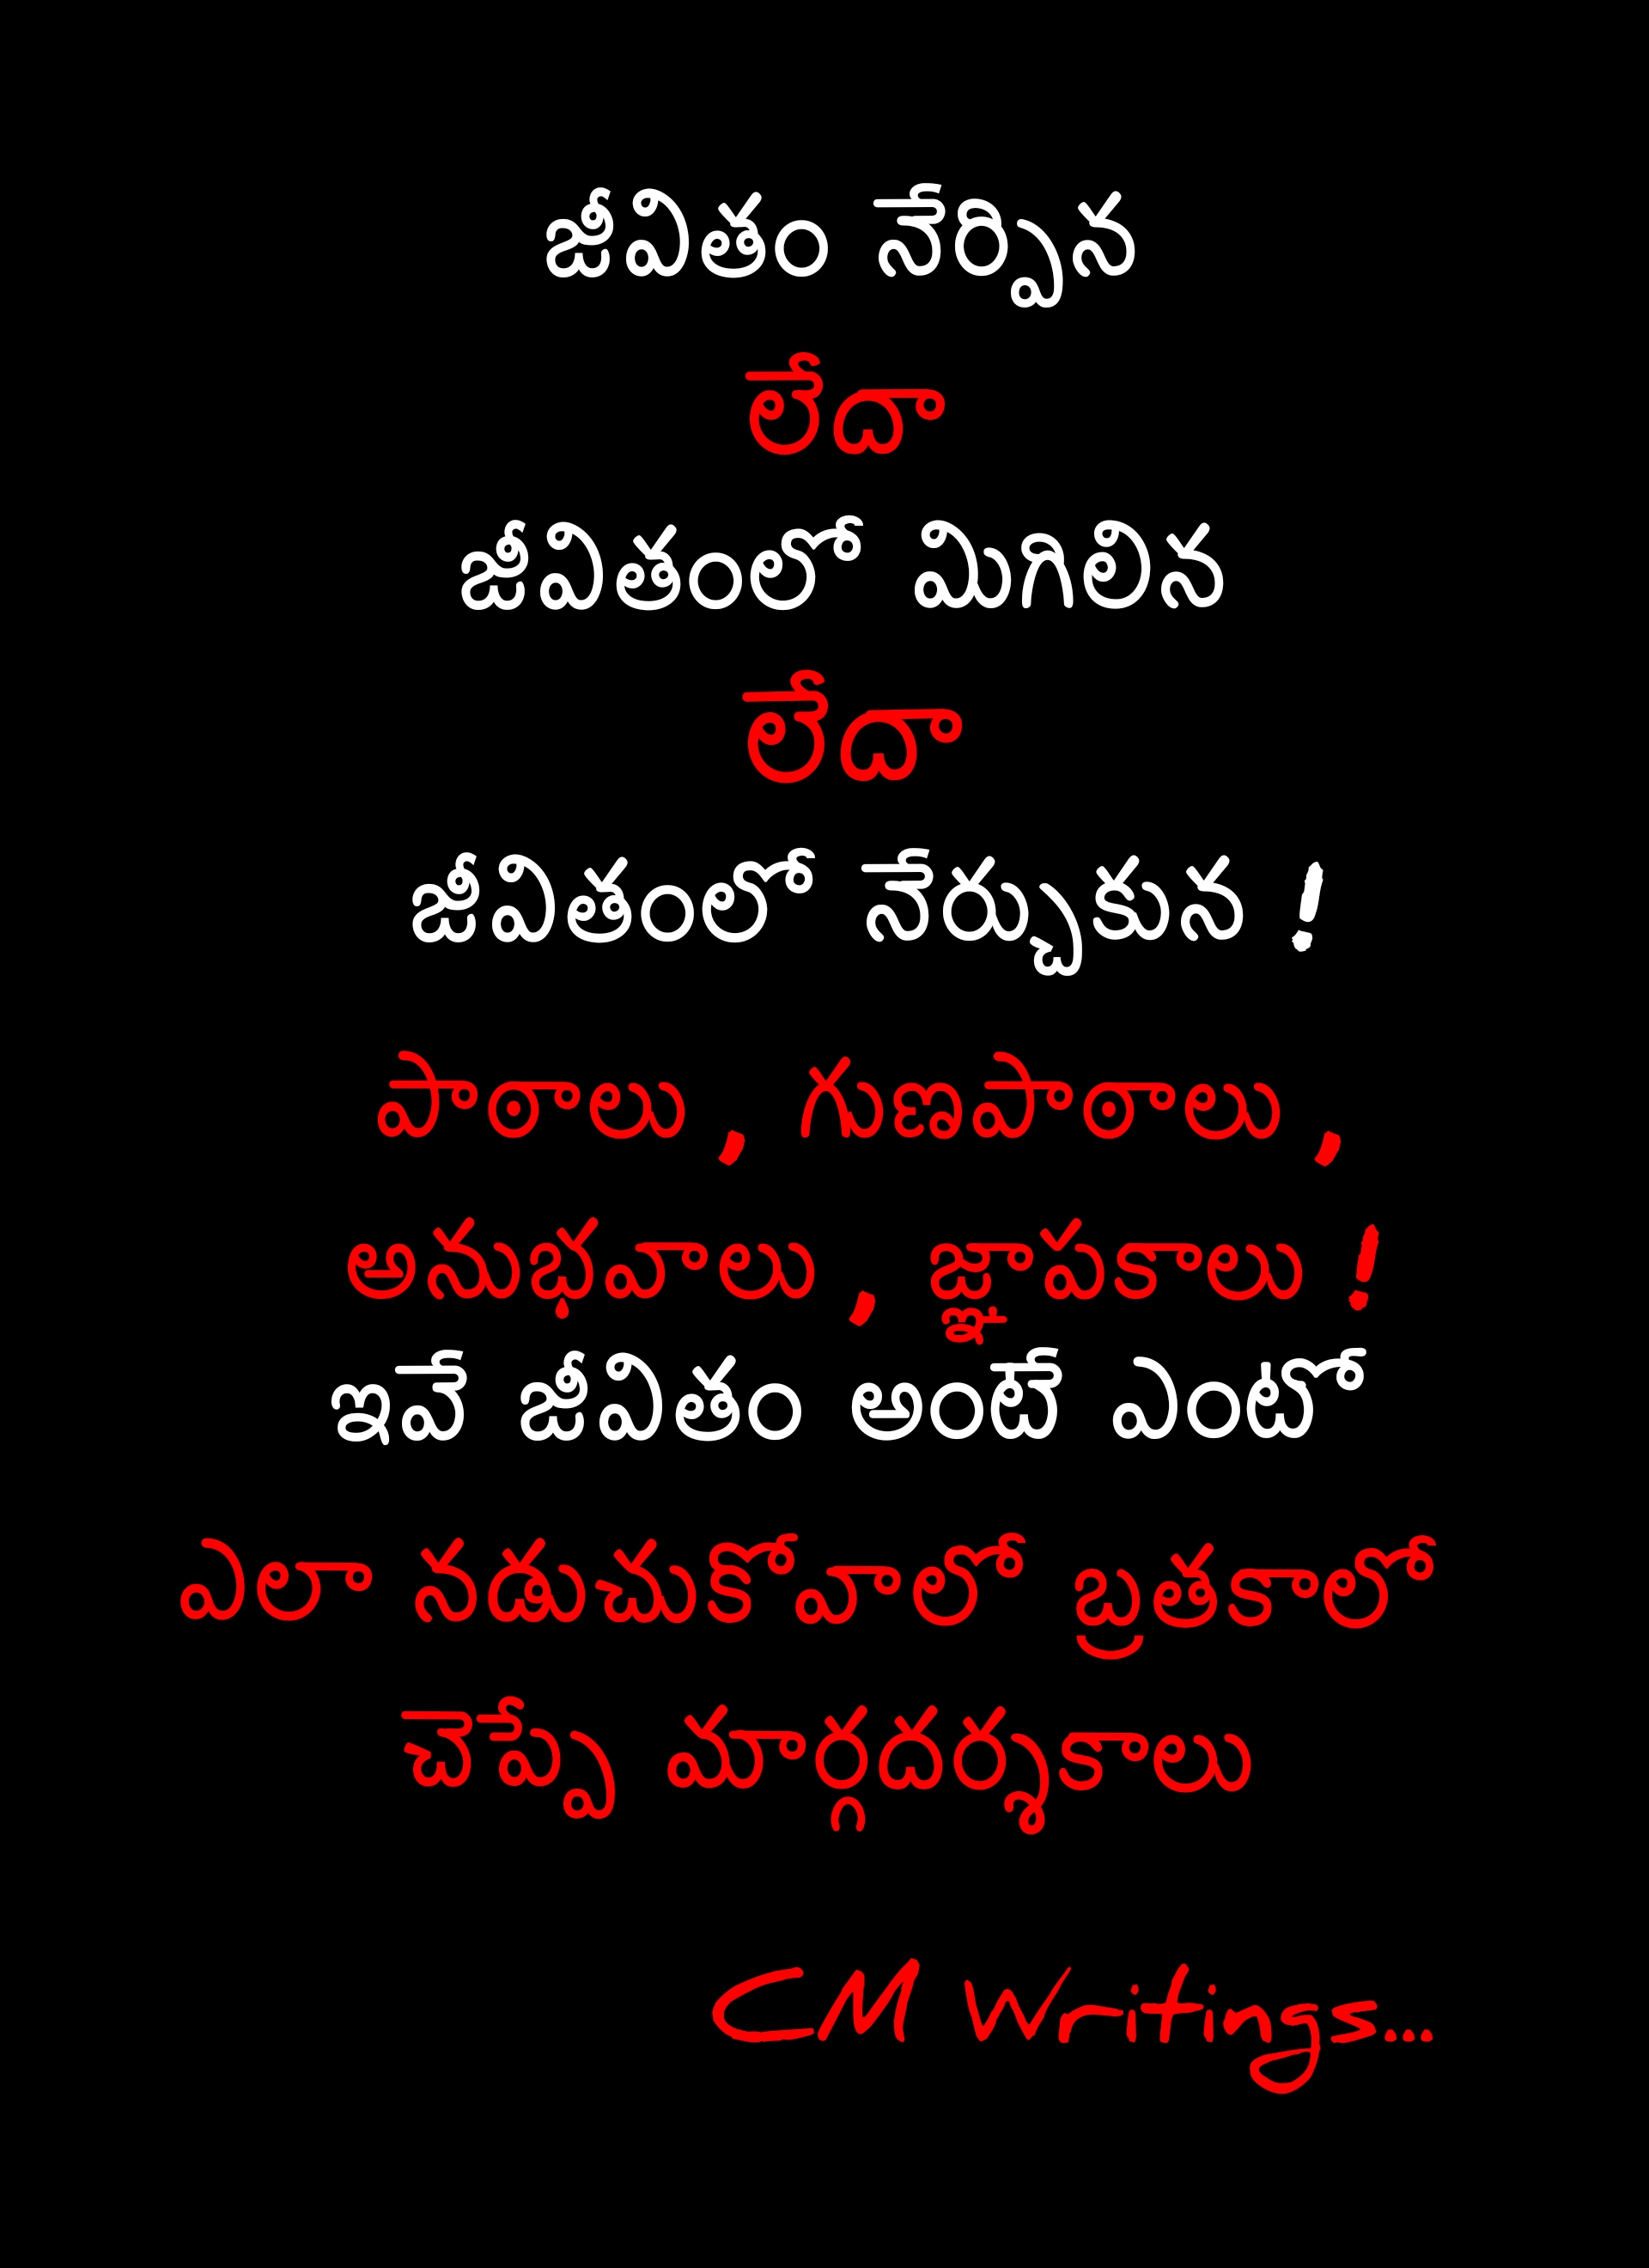 జీవితం నేర్పిన
లేదా
జీవితంలో మిగిలిన
లేదా
జీవితంలో నేర్చుకున !
పాఠాలు , గుణపాఠాలు ,
అనుభవాలు , జ్ఞాపకాలు !
ఇవే జీవితం అంటే ఎంటో
ఎలా నడుచుకోవాలో బ్రతకాలో
చెప్పే మార్గదర్శకాలు
CM Writings...